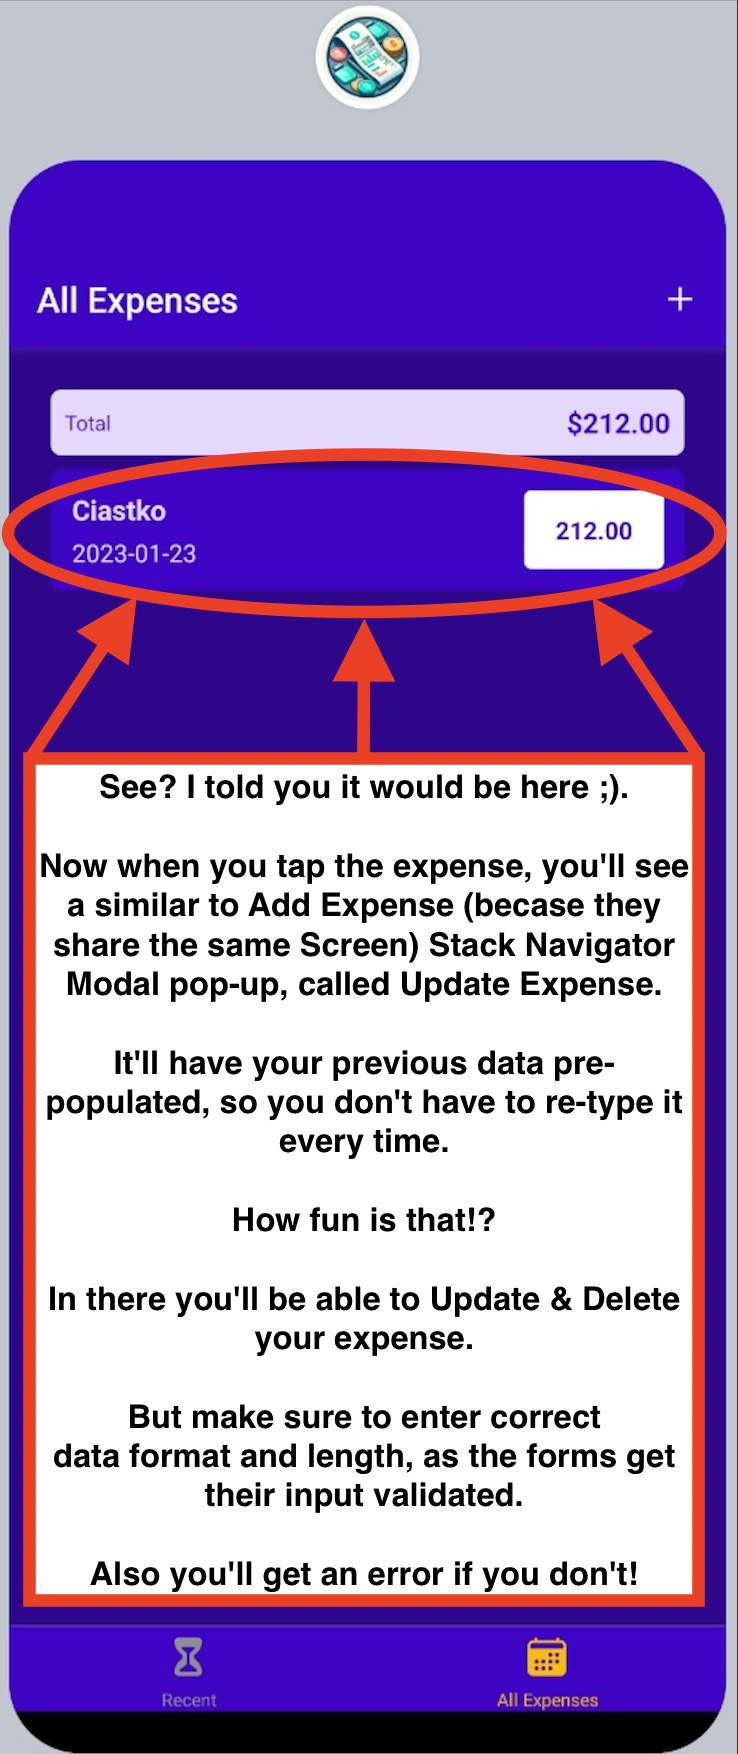 All Expenses +
Total $212.00
Ciastko
2023-01-23
212.00
See? I told you it would be here ;).
Now when you tap the expense, you'll see
a similar to Add Expense (becase they
share the same Screen) Stack Navigator
Modal pop-up, called Update Expense.
It'll have your previous data pre-
populated, so you don't have to re-type it
every time.
How fun is that!?
In there you'll be able to Update & Delete
your expense.
But make sure to enter correct
data format and length, as the forms get
their input validated.
Also you'll get an error if you don't!
Recent
All Expenses